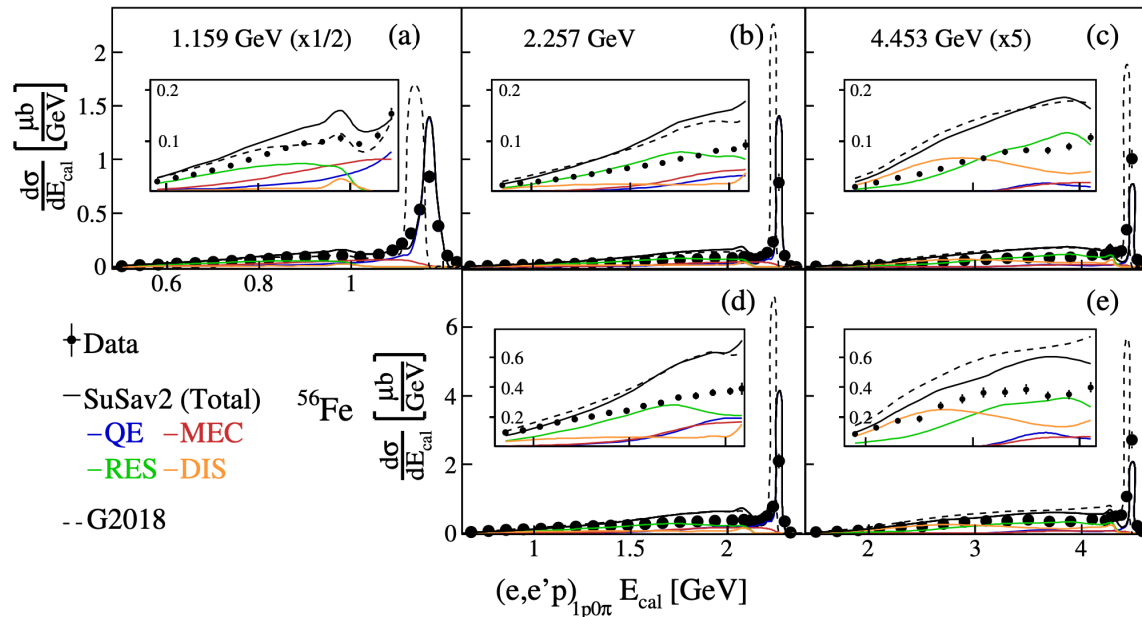 1.159 GeV (x1/2) (a)
2.257 GeV (b)
4.453 GeV (x5) (c)
dσ/dE_cal [μb/GeV]
2
1.5
1
0.5
0
0.2
0.1
0.2
0.1
0.2
0.1
0.6 0.8 1
(d)
(e)
dσ/dE_cal [μb/GeV]
6
4
2
0
0.6
0.4
0.2
0.6
0.4
0.2
1 1.5 2
2 3 4
Data
SuSav2 (Total)
QE MEC
RES DIS
G2018
⁵⁶Fe
(e,e'p)_1p0π E_cal [GeV]